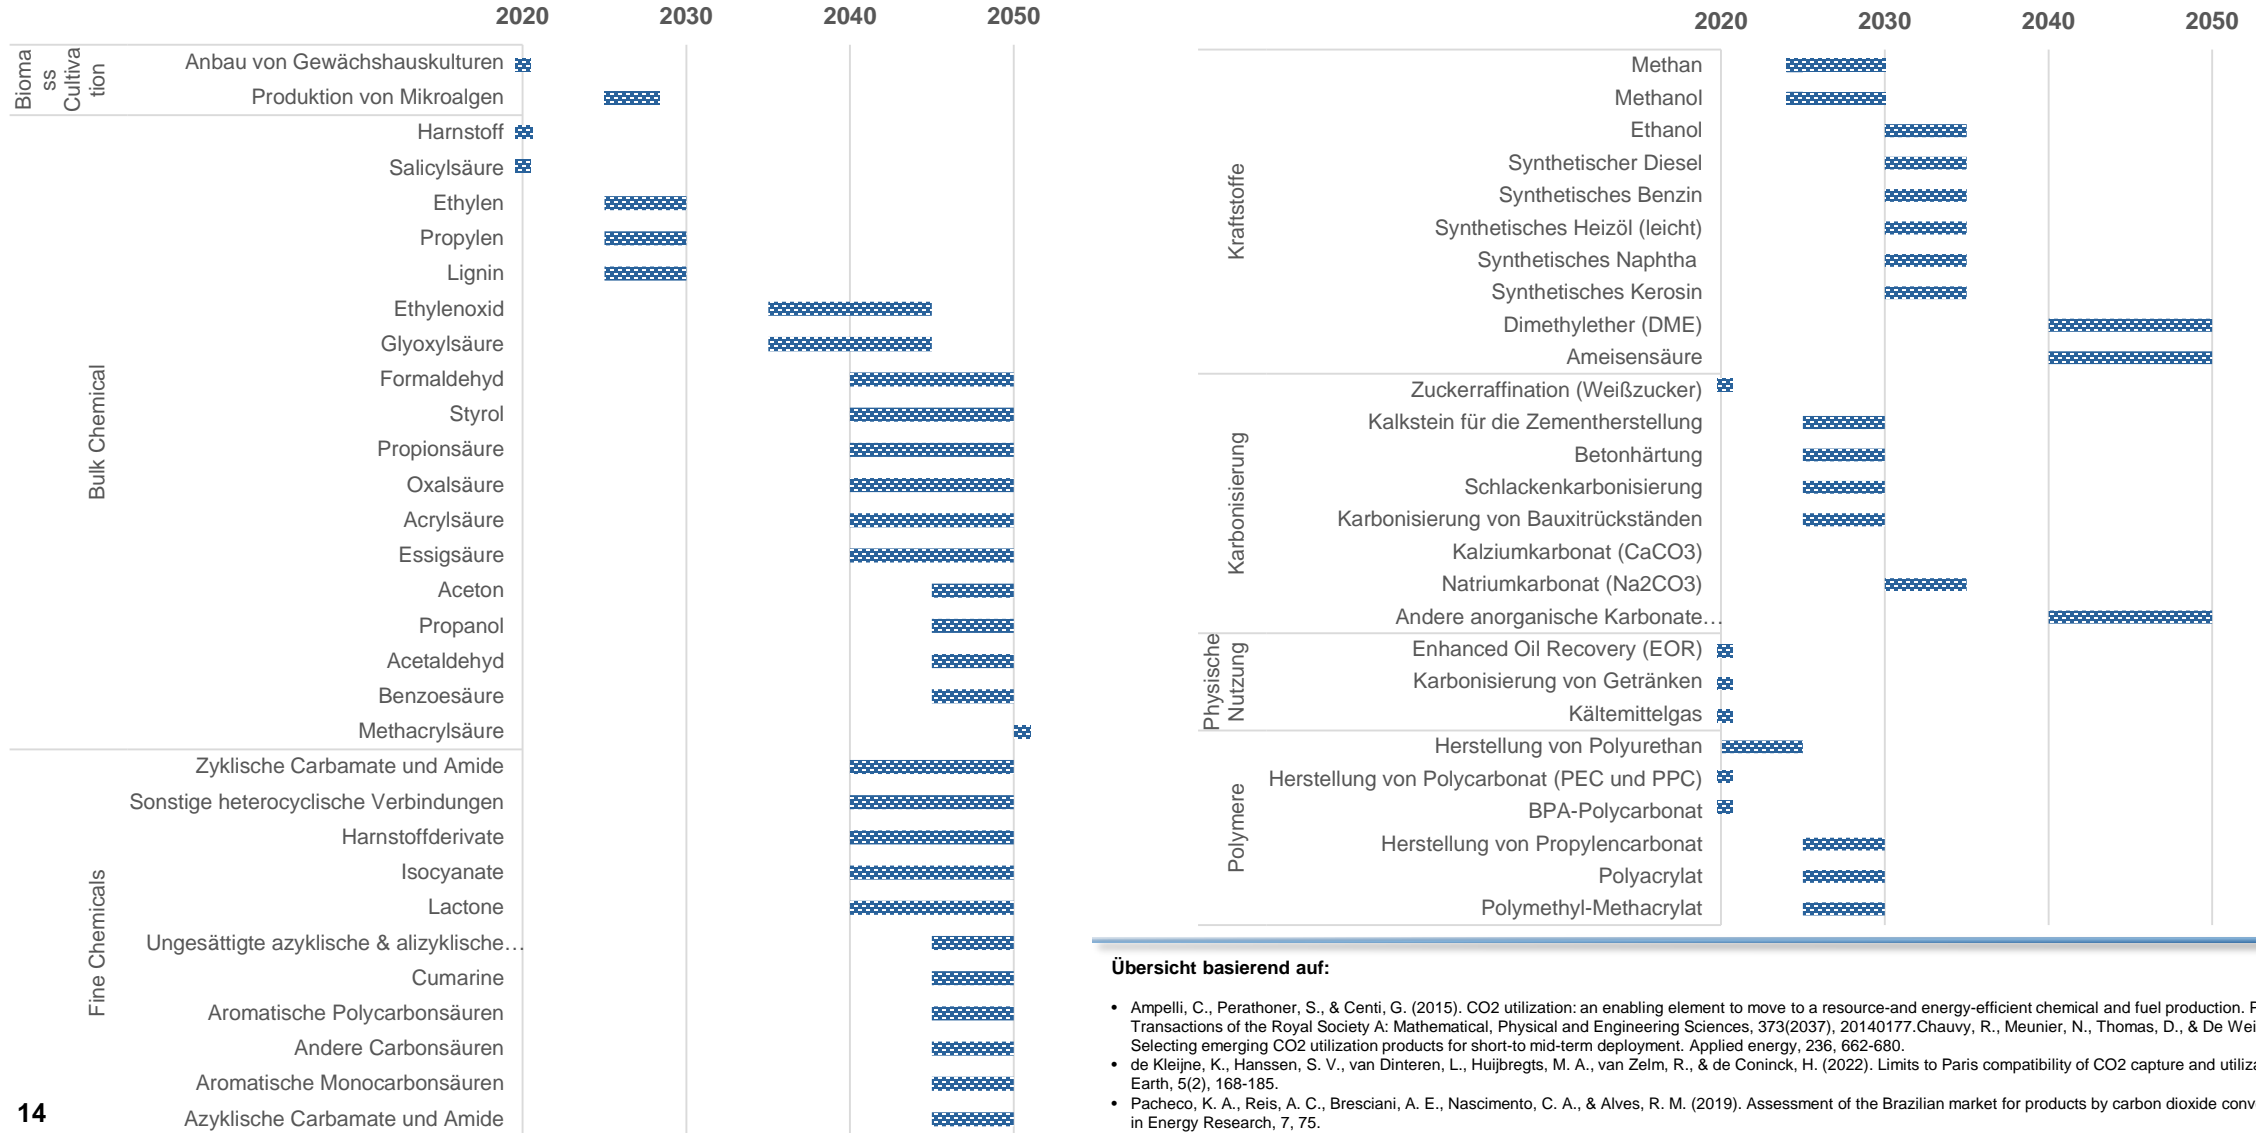 2020 2030 2040 2050
Bioma
ss
Cultiva
tion
Anbau von Gewächshauskulturen
Produktion von Mikroalgen
Bulk Chemical
Harnstoff
Salicylsäure
Ethylen
Propylen
Lignin
Ethylenoxid
Glyoxylsäure
Formaldehyd
Styrol
Propionsäure
Oxalsäure
Acrylsäure
Essigsäure
Aceton
Propanol
Acetaldehyd
Benzoesäure
Methacrylsäure
Fine Chemicals
Zyklische Carbamate und Amide
Sonstige heterocyclische Verbindungen
Harnstoffderivate
Isocyanate
Lactone
Ungesättigte azyklische & alizyklische…
Cumarine
Aromatische Polycarbonsäuren
Andere Carbonsäuren
Aromatische Monocarbonsäuren
Azyklische Carbamate und Amide
14
2020 2030 2040 2050
Kraftstoffe
Methan
Methanol
Ethanol
Synthetischer Diesel
Synthetisches Benzin
Synthetisches Heizöl (leicht)
Synthetisches Naphtha
Synthetisches Kerosin
Dimethylether (DME)
Ameisensäure
Karbonisierung
Zuckerraffination (Weißzucker)
Kalkstein für die Zementherstellung
Betonhärtung
Schlackenkarbonisierung
Karbonisierung von Bauxitrückständen
Kalziumkarbonat (CaCO3)
Natriumkarbonat (Na2CO3)
Andere anorganische Karbonate…
Physische
Nutzung
Enhanced Oil Recovery (EOR)
Karbonisierung von Getränken
Kältemittelgas
Polymere
Herstellung von Polyurethan
Herstellung von Polycarbonat (PEC und PPC)
BPA-Polycarbonat
Herstellung von Propylencarbonat
Polyacrylat
Polymethyl-Methacrylat
Übersicht basierend auf:
• Ampelli, C., Perathoner, S., & Centi, G. (2015). CO2 utilization: an enabling element to move to a resource-and energy-efficient chemical and fuel production.
Transactions of the Royal Society A: Mathematical, Physical and Engineering Sciences, 373(2037), 20140177.Chauvy, R., Meunier, N., Thomas, D., & De Wei
Selecting emerging CO2 utilization products for short-to mid-term deployment. Applied energy, 236, 662-680.
• de Kleijne, K., Hanssen, S. V., van Dinteren, L., Huijbregts, M. A., van Zelm, R., & de Coninck, H. (2022). Limits to Paris compatibility of CO2 capture and utiliza
Earth, 5(2), 168-185.
• Pacheco, K. A., Reis, A. C., Bresciani, A. E., Nascimento, C. A., & Alves, R. M. (2019). Assessment of the Brazilian market for products by carbon dioxide conv
in Energy Research, 7, 75.